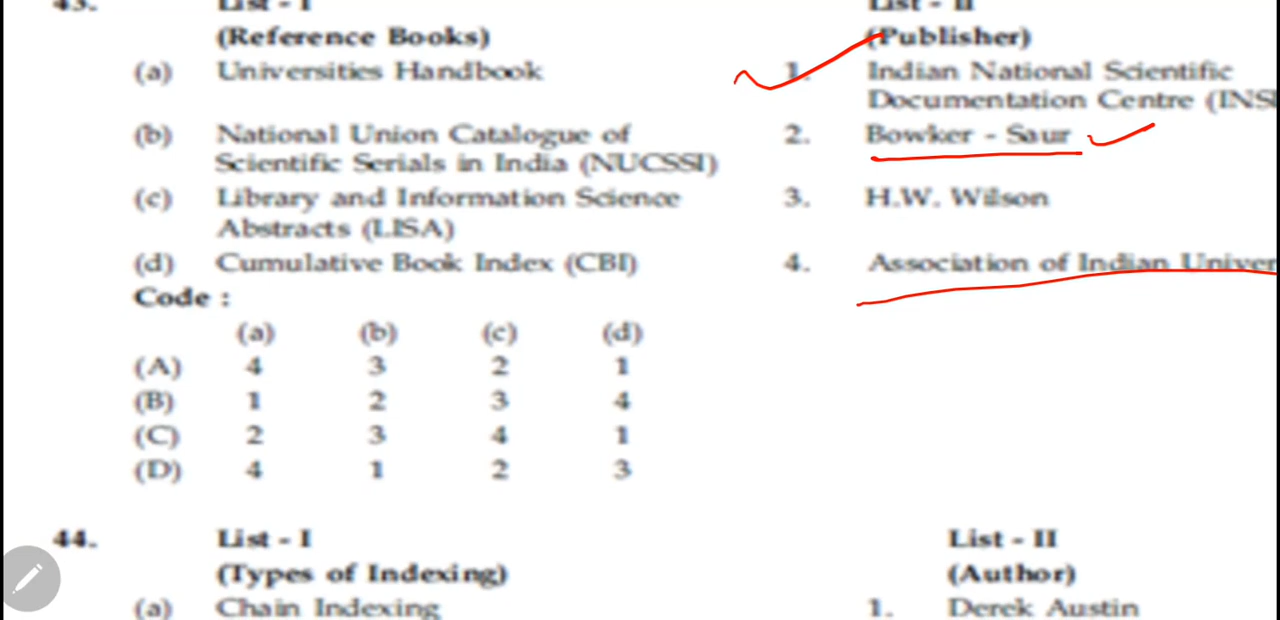 43. List - I List - II
(Reference Books) (Publisher)
(a) Universities Handbook 1. Indian National Scientific
Documentation Centre (INS
(b) National Union Catalogue of 2. Bowker - Saur
Scientific Serials in India (NUCSSI)
(c) Library and Information Science 3. H.W. Wilson
Abstracts (LISA)
(d) Cumulative Book Index (CBI) 4. Association of Indian Univer
Code :
(a) (b) (c) (d)
(A) 4 3 2 1
(B) 1 2 3 4
(C) 2 3 4 1
(D) 4 1 2 3
44. List - I List - II
(Types of Indexing) (Author)
(a) Chain Indexing 1. Derek Austin